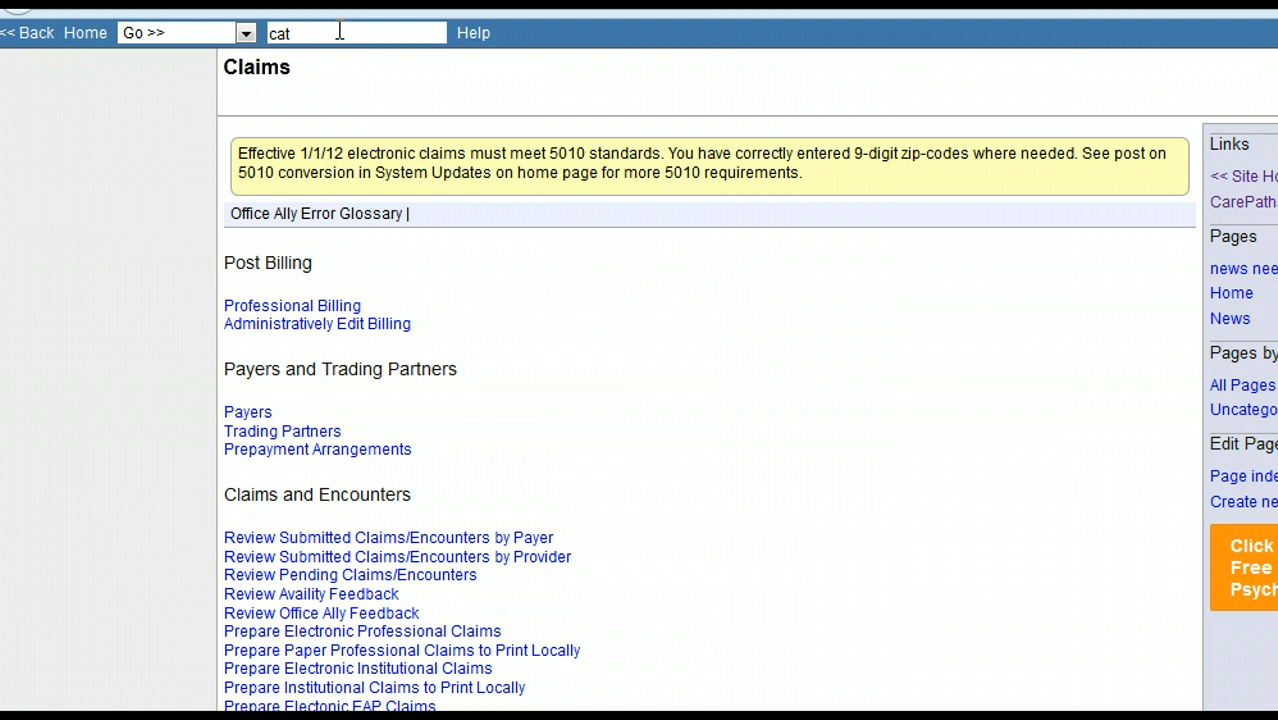 << Back Home Go >> cat Help
Claims
Effective 1/1/12 electronic claims must meet 5010 standards. You have correctly entered 9-digit zip-codes where needed. See post on
5010 conversion in System Updates on home page for more 5010 requirements.
Office Ally Error Glossary |
Post Billing
Professional Billing
Administratively Edit Billing
Payers and Trading Partners
Payers
Trading Partners
Prepayment Arrangements
Claims and Encounters
Review Submitted Claims/Encounters by Payer
Review Submitted Claims/Encounters by Provider
Review Pending Claims/Encounters
Review Availity Feedback
Review Office Ally Feedback
Prepare Electronic Professional Claims
Prepare Paper Professional Claims to Print Locally
Prepare Electronic Institutional Claims
Prepare Institutional Claims to Print Locally
Prepare Electonic EAP Claims
Links
<< Site Ho
CarePath
Pages
news nee
Home
News
Pages by
All Pages
Uncatego
Edit Page
Page inde
Create ne
Click
Free
Psych